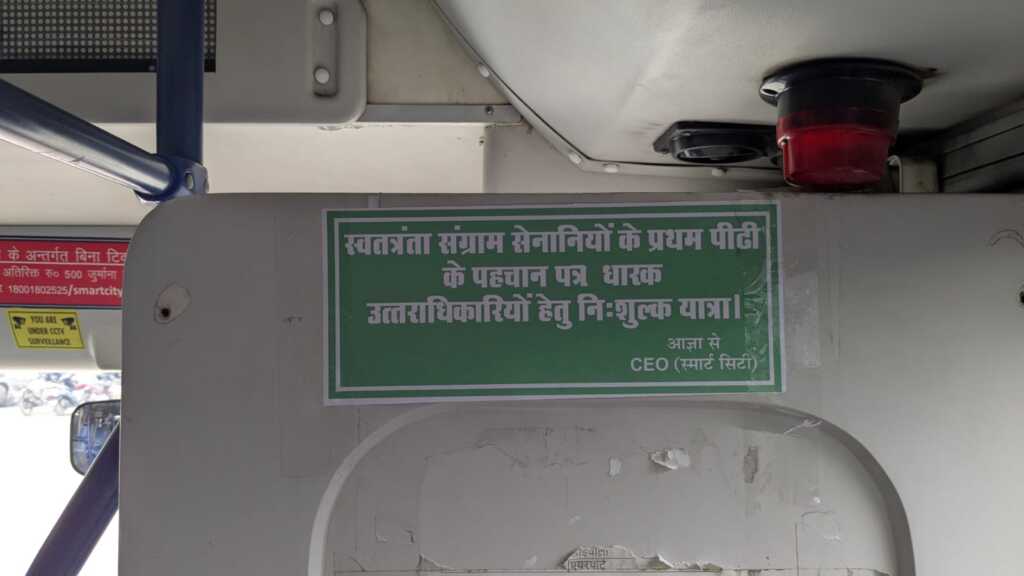 स्वतत्रंता संग्राम सेनानियों के प्रथम पीढी
के पहचान पत्र धारक
उत्तराधिकारियों हेतु निःशुल्क यात्रा।
आज्ञा से
CEO (स्मार्ट सिटी)
के अन्तर्गत बिना
अतिरिक्त रु० 500 जुर्माना
18001802525/smartcity
YOU ARE
UNDER CCTV
SURVEILLANCE
एयरपोर्ट